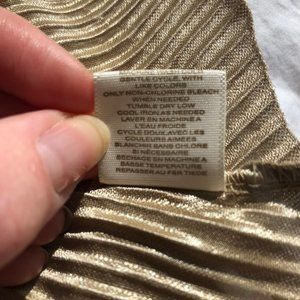 GENTLE CYCLE, WITH
LIKE COLORS
ONLY NON-CHLORINE BLEACH
WHEN NEEDED
TUMBLE DRY LOW
COOL IRON AS NEEDED
LAVER EN MACHINE A
L'EAU FROIDE
CYCLE DOUX AVEC LES
COULEURS AIMEES
BLANCHIR SANS CHLORE
SI NECESSAIRE
SECHAGE EN MACHINE A
BASSE TEMPERATURE
REPASSER AU FER TIEDE